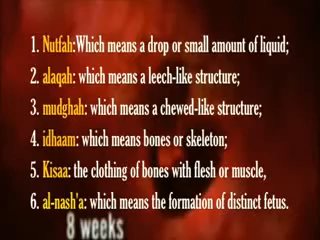 1. Nutfah:Which means a drop or small amount of liquid;
2. alaqah: which means a leech-like structure;
3. mudghah: which means a chewed-like structure;
4. idhaam: which means bones or skeleton;
5. Kisaa: the clothing of bones with flesh or muscle,
6. al-nash'a: which means the formation of distinct fetus.
8 weeks